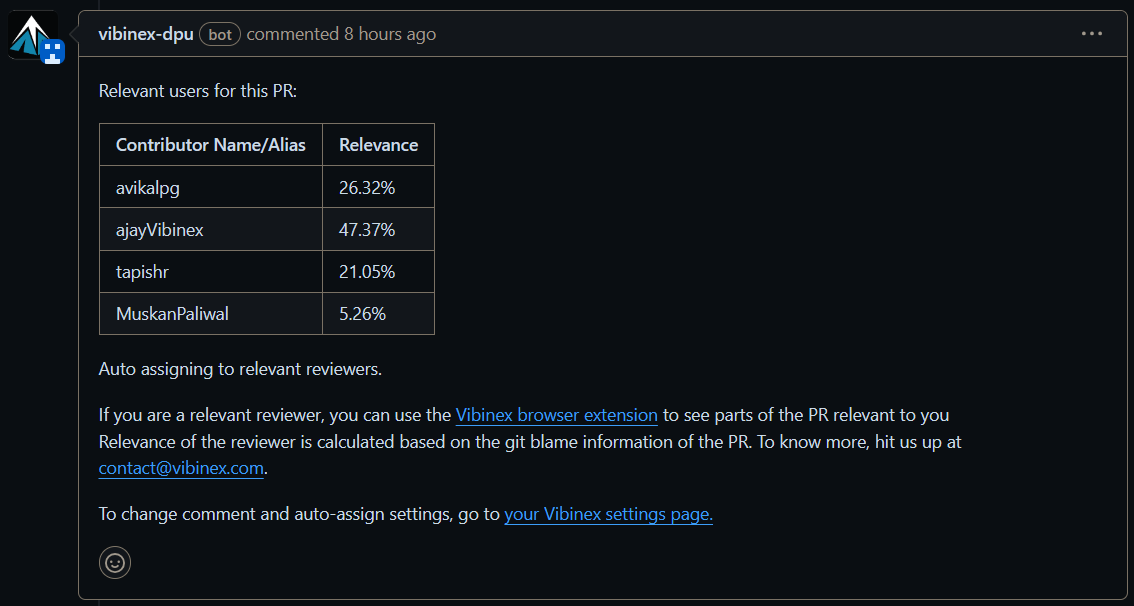 vibinex-dpu bot commented 8 hours ago
Relevant users for this PR:
Contributor Name/Alias Relevance
avikalpg 26.32%
ajayVibinex 47.37%
tapishr 21.05%
MuskanPaliwal 5.26%
Auto assigning to relevant reviewers.
If you are a relevant reviewer, you can use the Vibinex browser extension to see parts of the PR relevant to you
Relevance of the reviewer is calculated based on the git blame information of the PR. To know more, hit us up at
contact@vibinex.com.
To change comment and auto-assign settings, go to your Vibinex settings page.